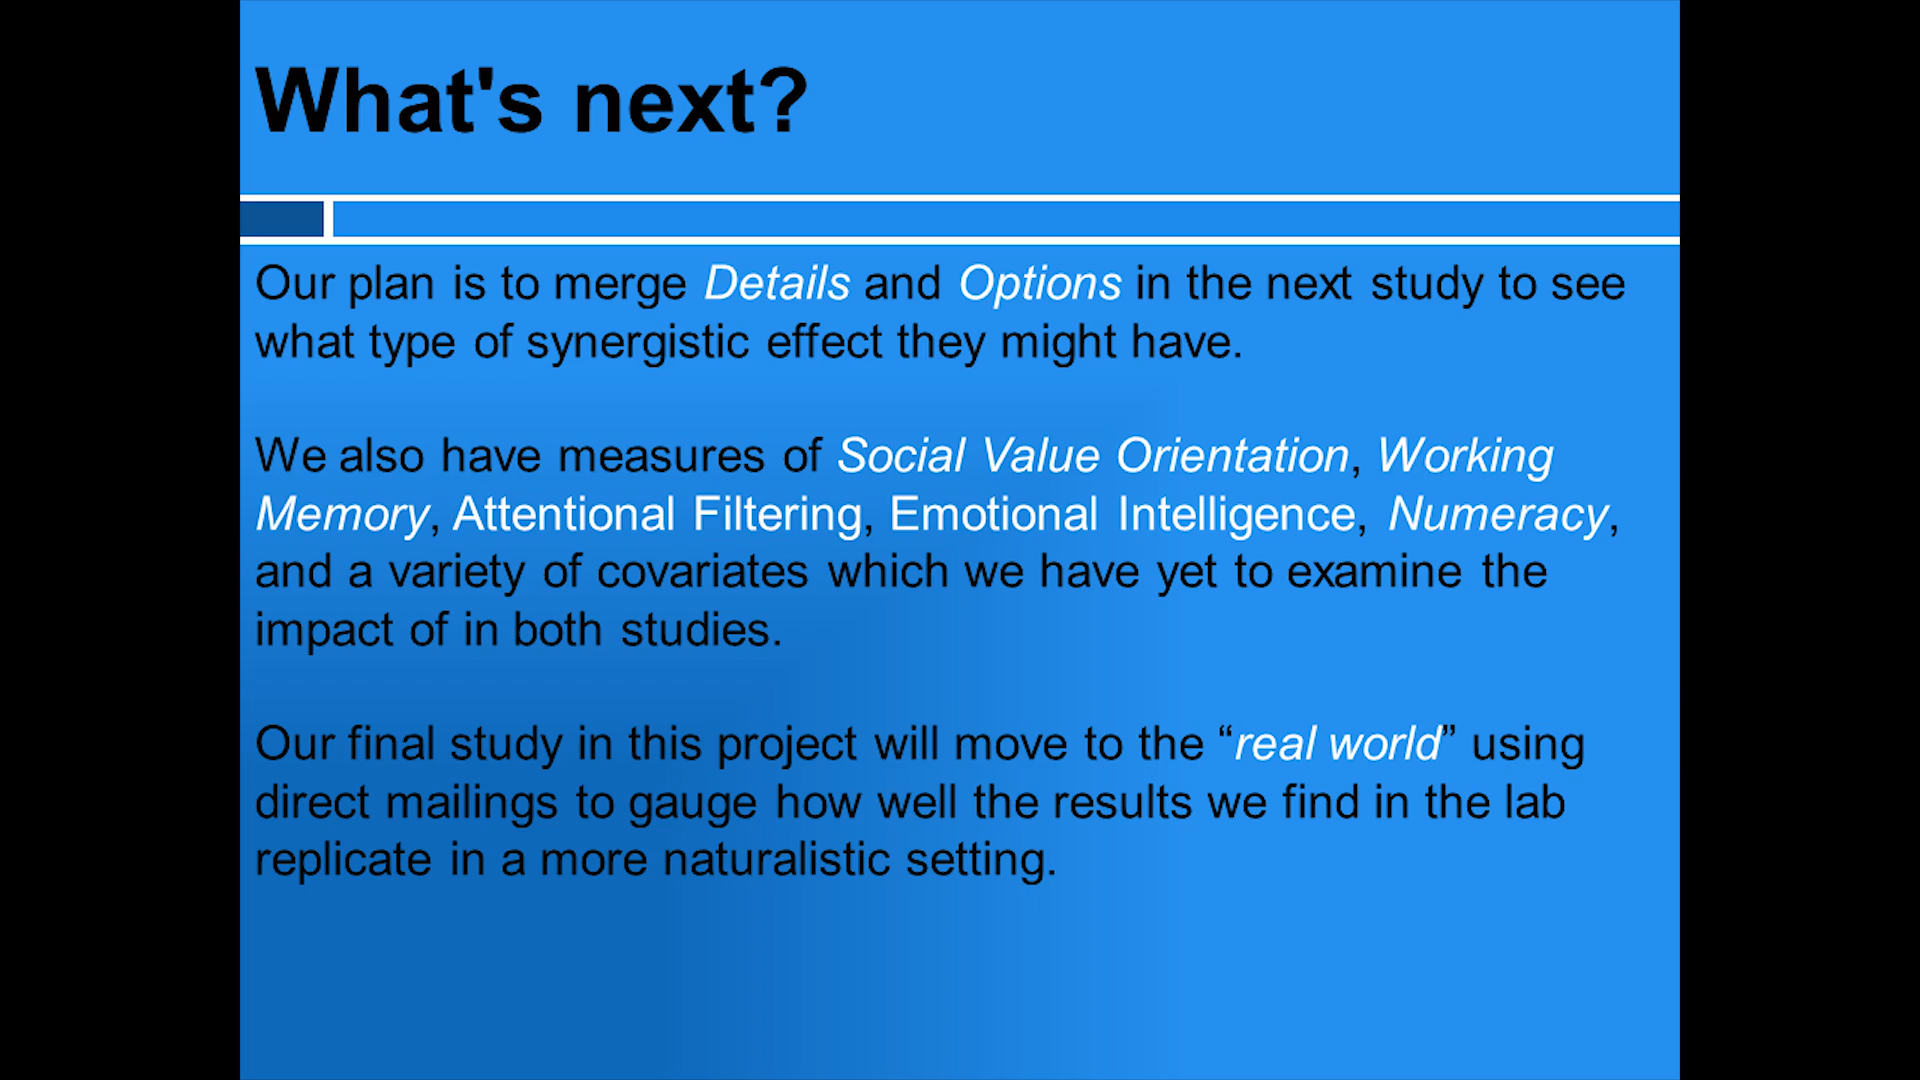 What's next?
Our plan is to merge Details and Options in the next study to see
what type of synergistic effect they might have.
We also have measures of Social Value Orientation, Working
Memory, Attentional Filtering, Emotional Intelligence, Numeracy,
and a variety of covariates which we have yet to examine the
impact of in both studies.
Our final study in this project will move to the “real world” using
direct mailings to gauge how well the results we find in the lab
replicate in a more naturalistic setting.